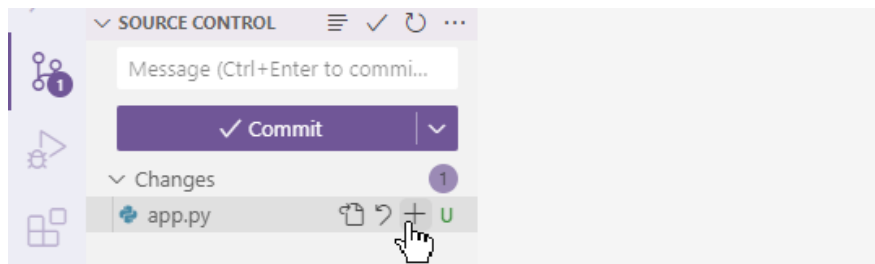 SOURCE CONTROL
1
Message (Ctrl+Enter to commi...
Commit
Changes 1
app.py U